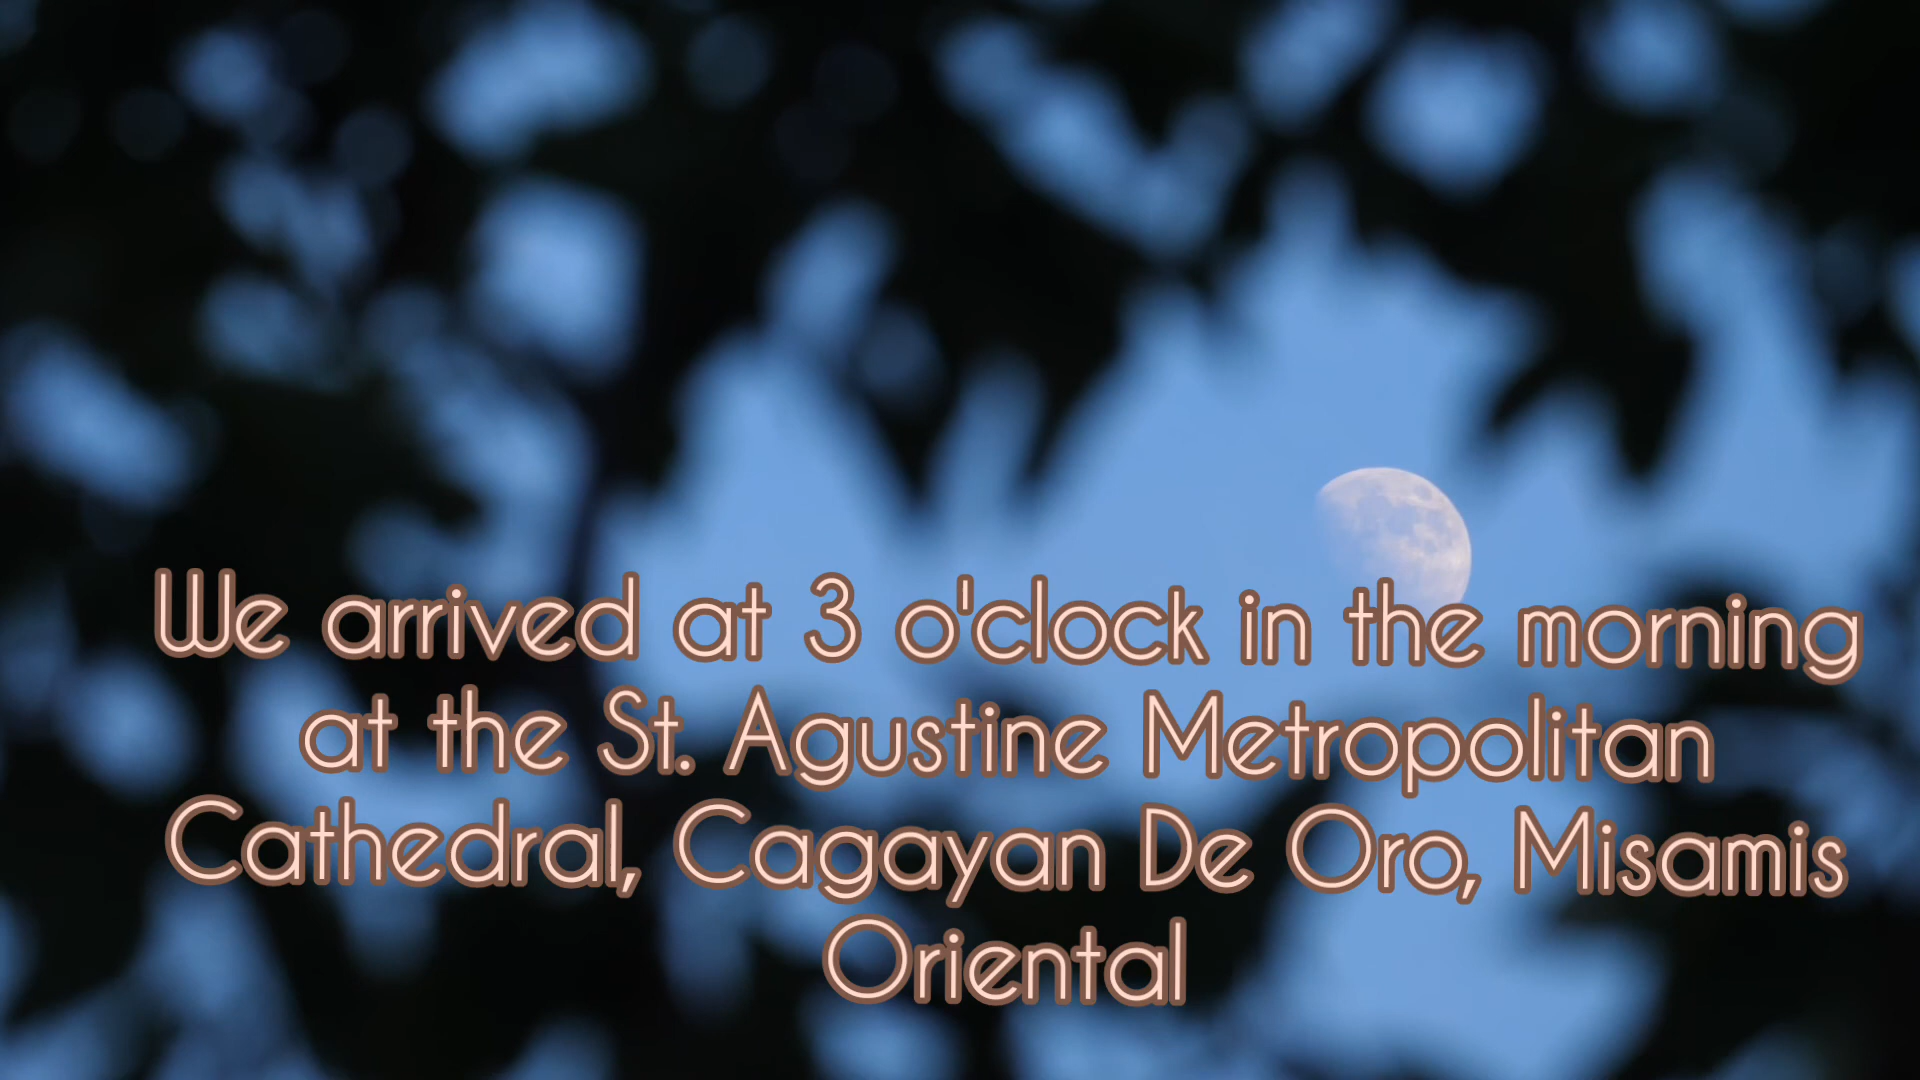 We arrived at 3 o'clock in the morning
at the St. Agustine Metropolitan
Cathedral, Cagayan De Oro, Misamis
Oriental